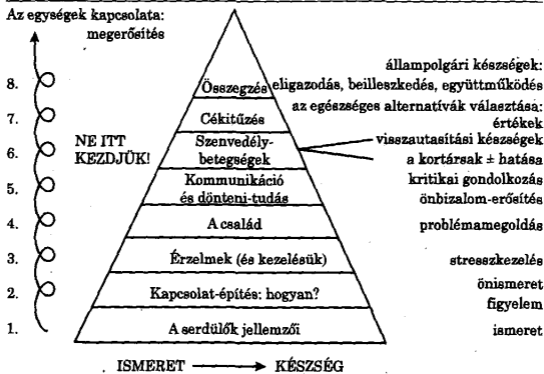 Az egységek kapcsolata:
megerősítés
állampolgári készségek:
8. Összegzés eligazodás, beilleszkedés, együttműködés
az egészséges alternatívák választása:
7. Cékitűzés értékek
NE ITT Szenvedély- visszautasítási készségek
6. KEZDJÜK! betegségek a kortársak ± hatása
Kommunikáció kritikai gondolkozás
5. és dönteni-tudás önbizalom-erősítés
4. A család problémamegoldás
3. Érzelmek (és kezelésük) stresszkezelés
önismeret
2. Kapcsolat-építés: hogyan?
figyelem
1. A serdülők jellemzői ismeret
ISMERET → KÉSZSÉG